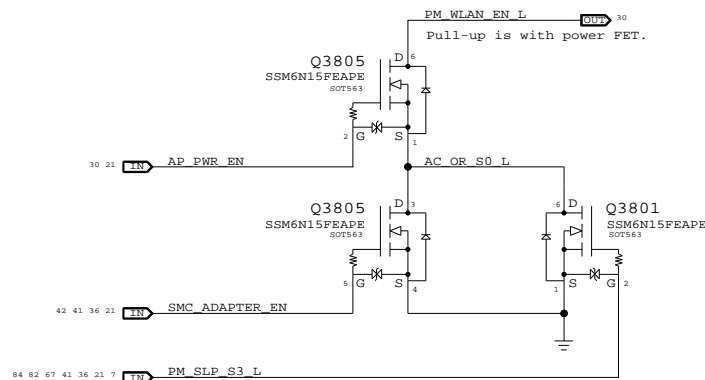 PM_WLAN_EN_L OUT 30
Pull-up is with power FET.
Q3805 D 6
SSM6N15FEAPE
SOT563
2 G S 1
30 21 IN AP_PWR_EN
AC_OR_S0_L
Q3805 D 3
SSM6N15FEAPE
SOT563
5 G S 4
6 D Q3801
SSM6N15FEAPE
SOT563
1 S G 2
42 41 36 21 IN SMC_ADAPTER_EN
84 82 67 41 36 21 7 IN PM_SLP_S3_L